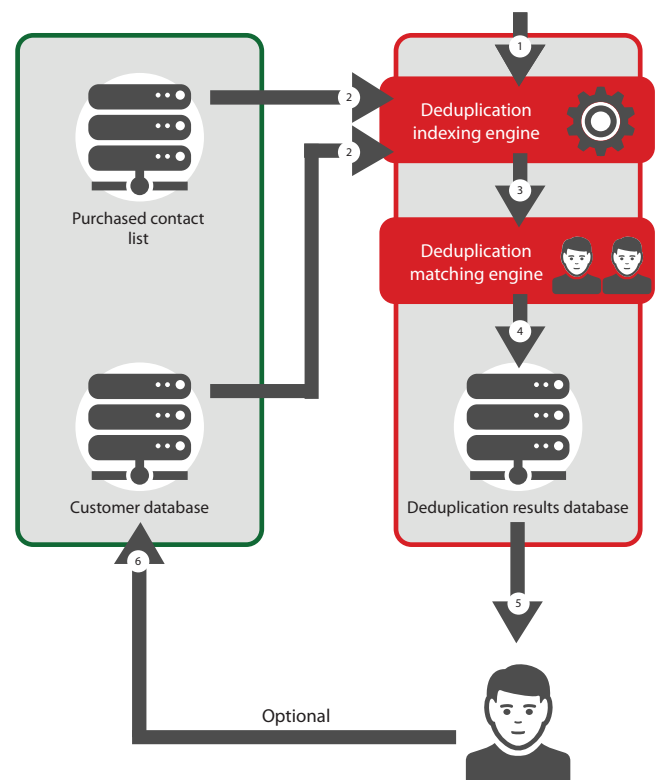 1
2
Deduplication
indexing engine
2
3
Purchased contact
list
Deduplication
matching engine
4
Customer database
Deduplication results database
6
5
Optional